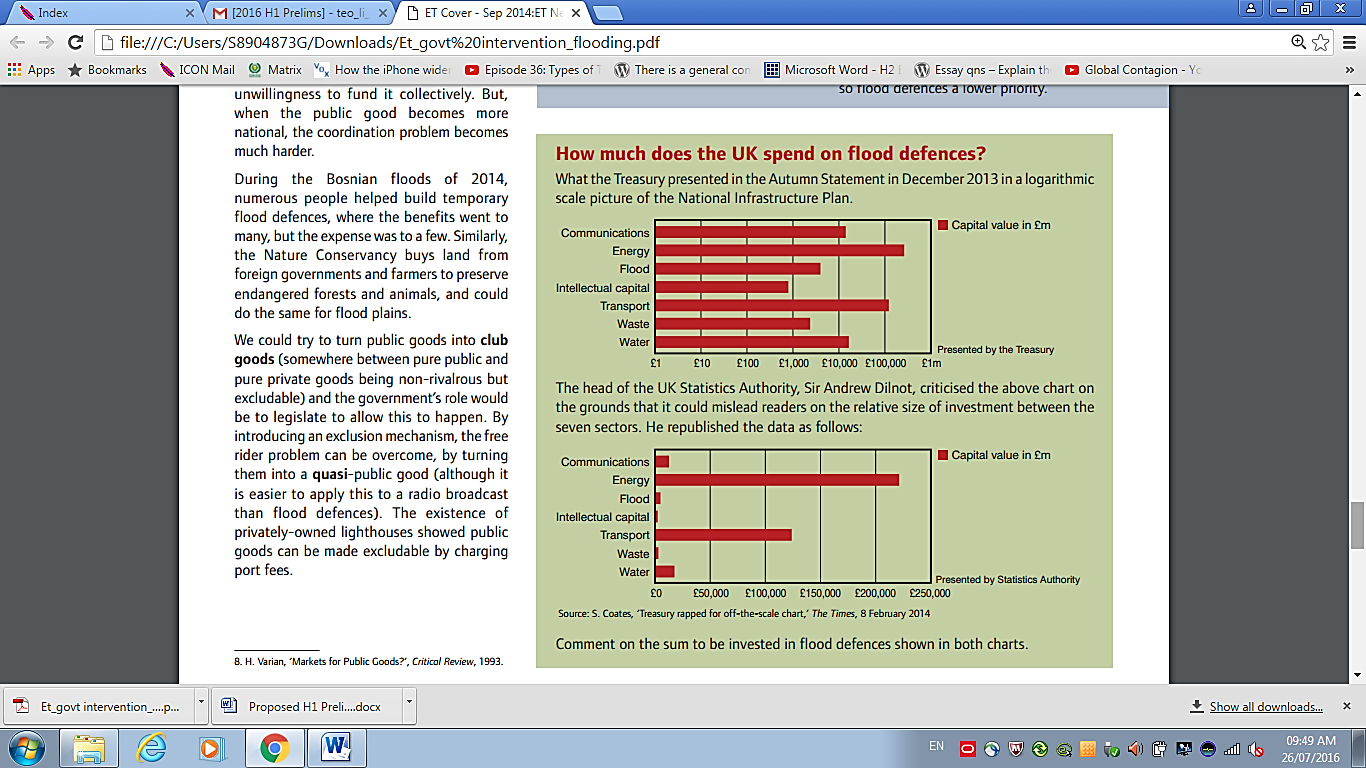 Index
[2016 H1 Prelims] - teo_li_
ET Cover - Sep 2014:ET Ne
file:///C:/Users/S8904873G/Downloads/Et_govt%20intervention_flooding.pdf
Apps
Bookmarks
ICON Mail
Matrix
How the iPhone wide
Episode 36: Types of T
There is a general con
Microsoft Word - H2 E
Essay qns – Explain th
Global Contagion - Yo
»
unwillingness to fund it collectively. But,
when the public good becomes more
national, the coordination problem becomes
much harder.
During the Bosnian floods of 2014,
numerous people helped build temporary
flood defences, where the benefits went to
many, but the expense was to a few. Similarly,
the Nature Conservancy buys land from
foreign governments and farmers to preserve
endangered forests and animals, and could
do the same for flood plains.
We could try to turn public goods into club
goods (somewhere between pure public and
pure private goods being non-rivalrous but
excludable) and the government's role would
be to legislate to allow this to happen. By
introducing an exclusion mechanism, the free
rider problem can be overcome, by turning
them into a quasi-public good (although it
is easier to apply this to a radio broadcast
than flood defences). The existence of
privately-owned lighthouses showed public
goods can be made excludable by charging
port fees.
8. H. Varian, 'Markets for Public Goods?', Critical Review, 1993.
so flood defences a lower priority.
How much does the UK spend on flood defences?
What the Treasury presented in the Autumn Statement in December 2013 in a logarithmic
scale picture of the National Infrastructure Plan.
Capital value in £m
Communications
Energy
Flood
Intellectual capital
Transport
Waste
Water
Presented by the Treasury
£1 £10 £100 £1,000 £10,000 £100,000 £1m
The head of the UK Statistics Authority, Sir Andrew Dilnot, criticised the above chart on
the grounds that it could mislead readers on the relative size of investment between the
seven sectors. He republished the data as follows:
Capital value in £m
Communications
Energy
Flood
Intellectual capital
Transport
Waste
Water
Presented by Statistics Authority
£0 £50,000 £100,000 £150,000 £200,000 £250,000
Source: S. Coates, 'Treasury rapped for off-the-scale chart,' The Times, 8 February 2014
Comment on the sum to be invested in flood defences shown in both charts.
Et_govt intervention_....p...
Proposed H1 Preli....docx
Show all downloads...
EN
09:49 AM
26/07/2016